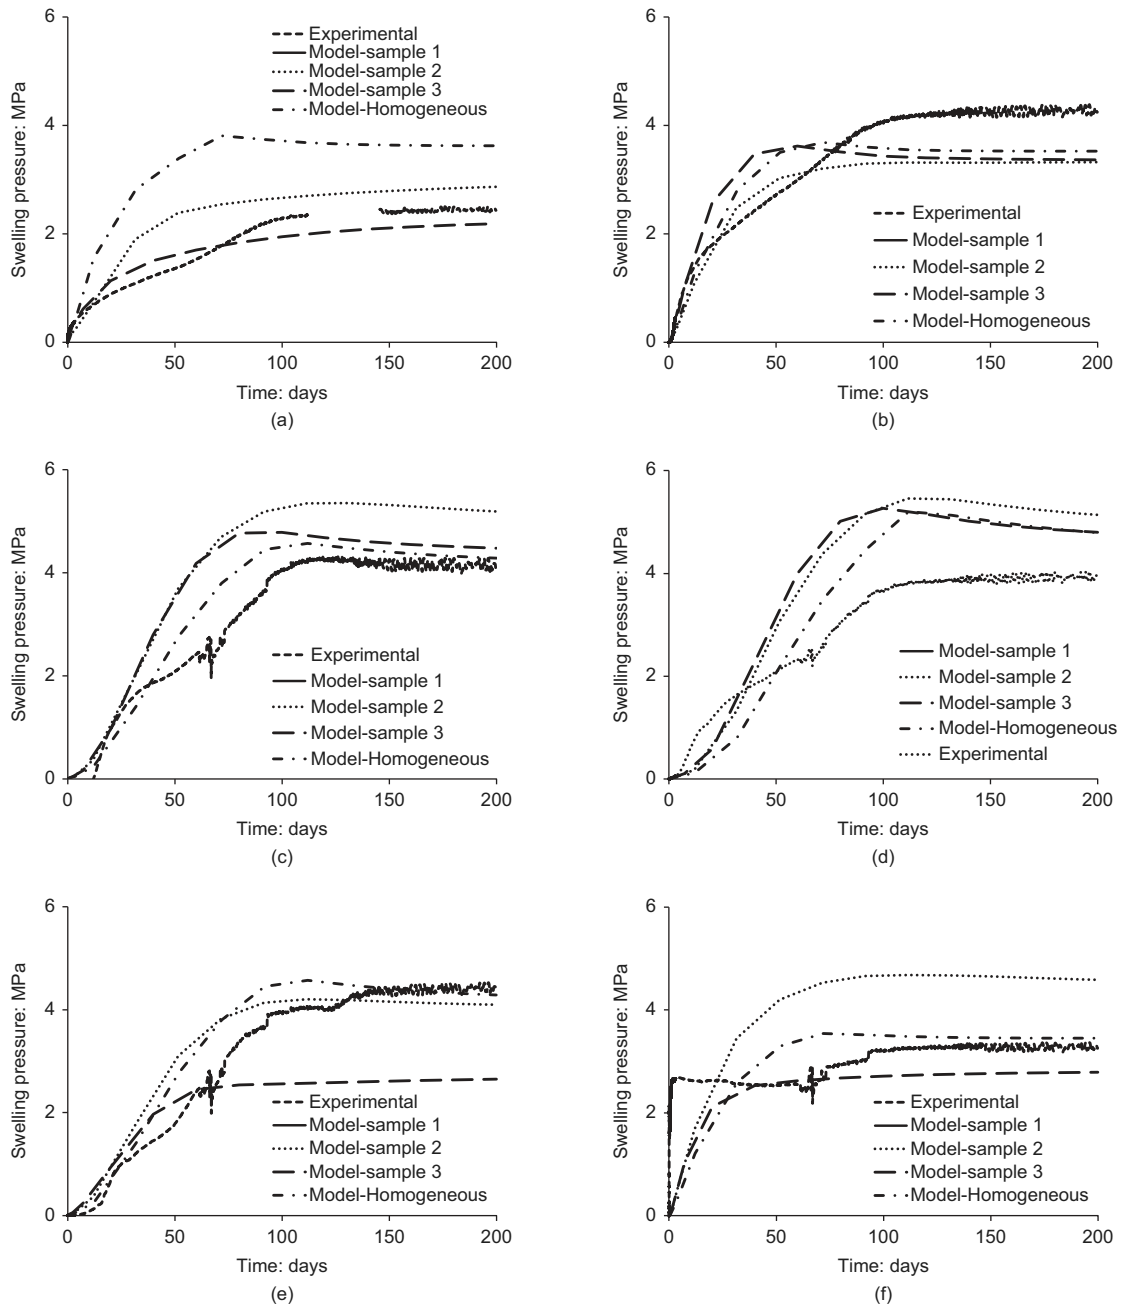 6
4
2
0
Swelling pressure: MPa
Experimental
Model-sample 1
Model-sample 2
Model-sample 3
Model-Homogeneous
0 50 100 150 200
Time: days
(a)
6
4
2
0
Swelling pressure: MPa
Experimental
Model-sample 1
Model-sample 2
Model-sample 3
Model-Homogeneous
0 50 100 150 200
Time: days
(b)
6
4
2
0
Swelling pressure: MPa
Experimental
Model-sample 1
Model-sample 2
Model-sample 3
Model-Homogeneous
0 50 100 150 200
Time: days
(c)
6
4
2
0
Swelling pressure: MPa
Model-sample 1
Model-sample 2
Model-sample 3
Model-Homogeneous
Experimental
0 50 100 150 200
Time: days
(d)
6
4
2
0
Swelling pressure: MPa
Experimental
Model-sample 1
Model-sample 2
Model-sample 3
Model-Homogeneous
0 50 100 150 200
Time: days
(e)
6
4
2
0
Swelling pressure: MPa
Experimental
Model-sample 1
Model-sample 2
Model-sample 3
Model-Homogeneous
0 50 100 150 200
Time: days
(f)